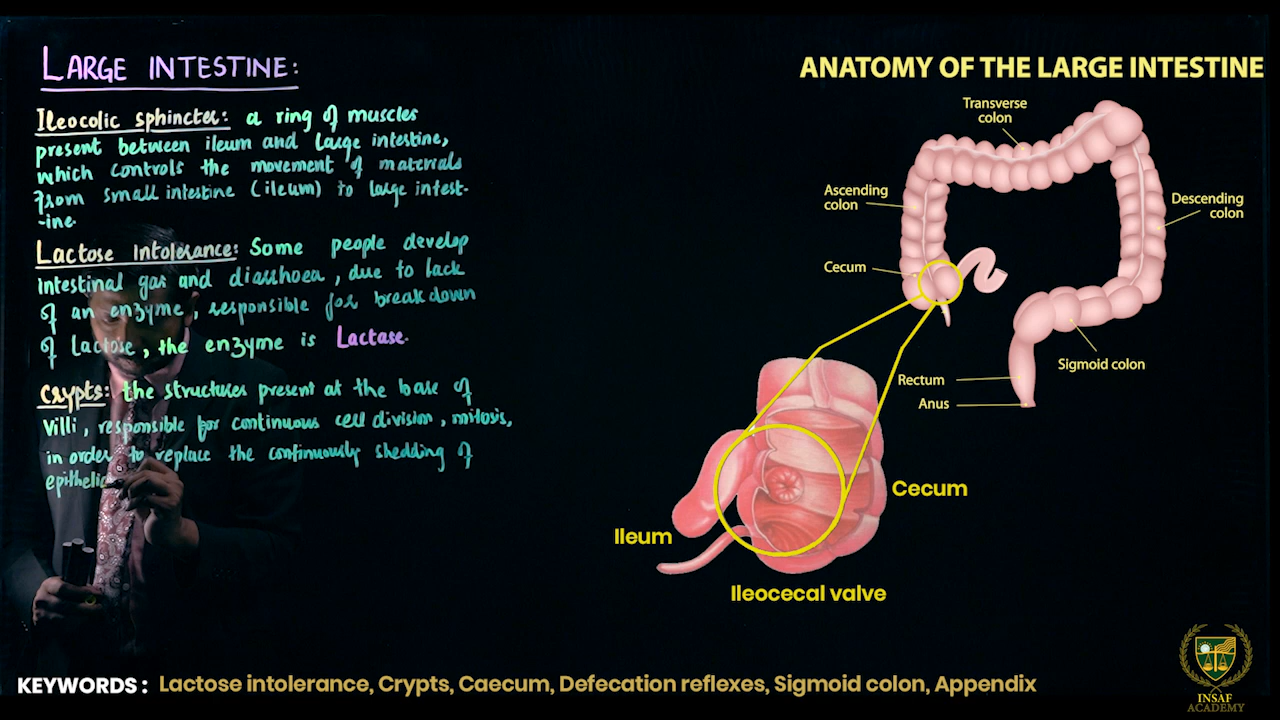 LARGE INTESTINE:
Ileocolic sphincter: a ring of muscles
present between ileum and large intestine,
which controls the movement of materials
from small intestine (ileum) to large intest-
-ine.
Lactose intolerance: Some people develop
intestinal gas and diarrhoea, due to lack
of an enzyme, responsible for breakdown
of Lactose, the enzyme is Lactase.
Crypts: the structures present at the base of
Villi, responsible for continuous cell division, mitosis,
in order to replace the continuously shedding of
ANATOMY OF THE LARGE INTESTINE
Transverse
colon
Ascending
colon
Descending
colon
Cecum
Sigmoid colon
Rectum
Anus
Cecum
Ileum
Ileocecal valve
KEYWORDS : Lactose intolerance, Crypts, Caecum, Defecation reflexes, Sigmoid colon, Appendix
INSAF
ACADEMY